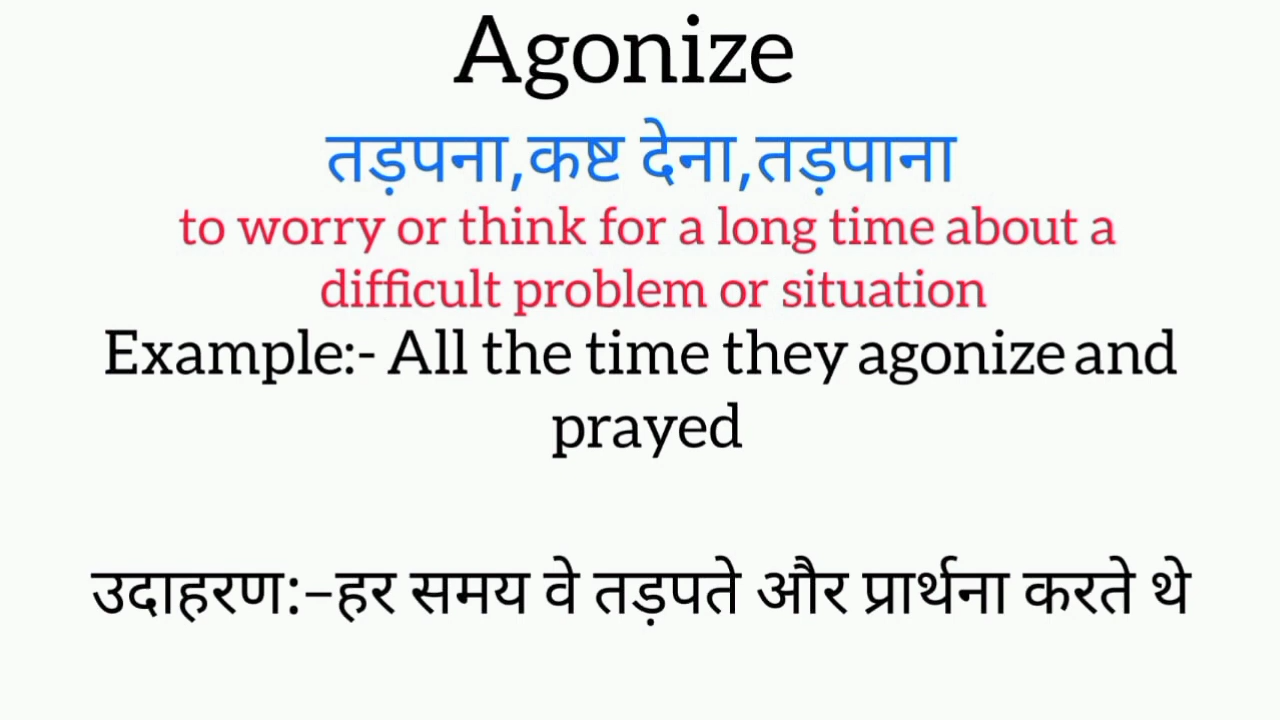 Agonize
तड़पना,कष्ट देना,तड़पाना
to worry or think for a long time about a
difficult problem or situation
Example:- All the time they agonize and
prayed
उदाहरण:–हर समय वे तड़पते और प्रार्थना करते थे